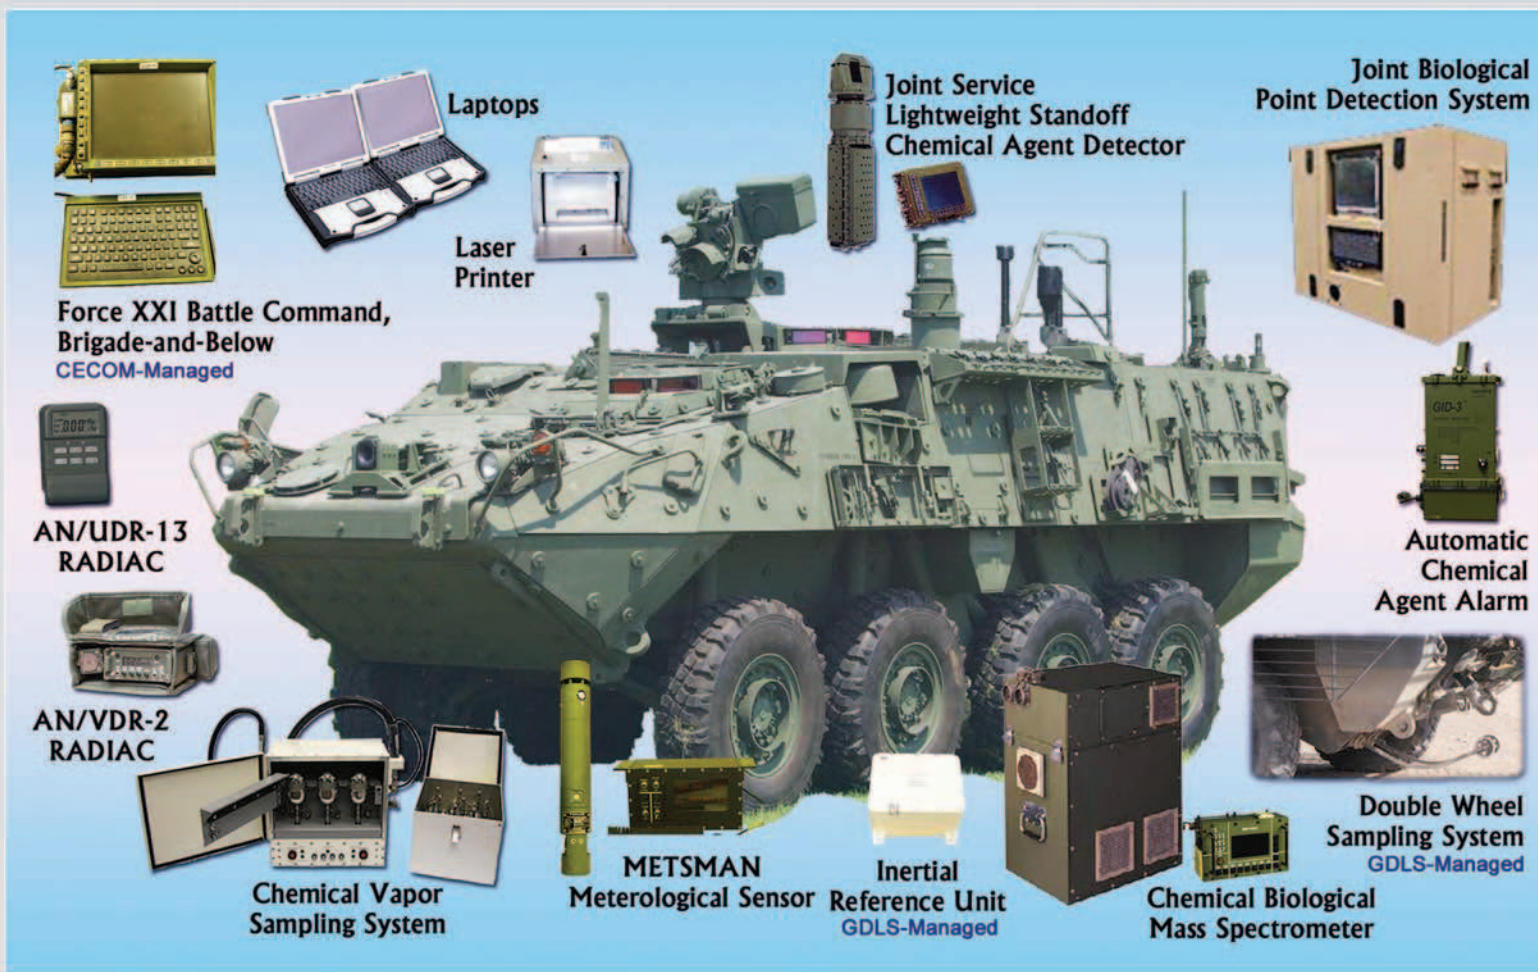 Laptops
Laser
Printer
Joint Service
Lightweight Standoff
Chemical Agent Detector
Joint Biological
Point Detection System
Force XXI Battle Command,
Brigade-and-Below
CECOM-Managed
GID-3
AN/UDR-13
RADIAC
Automatic
Chemical
Agent Alarm
AN/VDR-2
RADIAC
Chemical Vapor
Sampling System
METSMAN
Meterological Sensor
Inertial
Reference Unit
GDLS-Managed
Chemical Biological
Mass Spectrometer
Double Wheel
Sampling System
GDLS-Managed